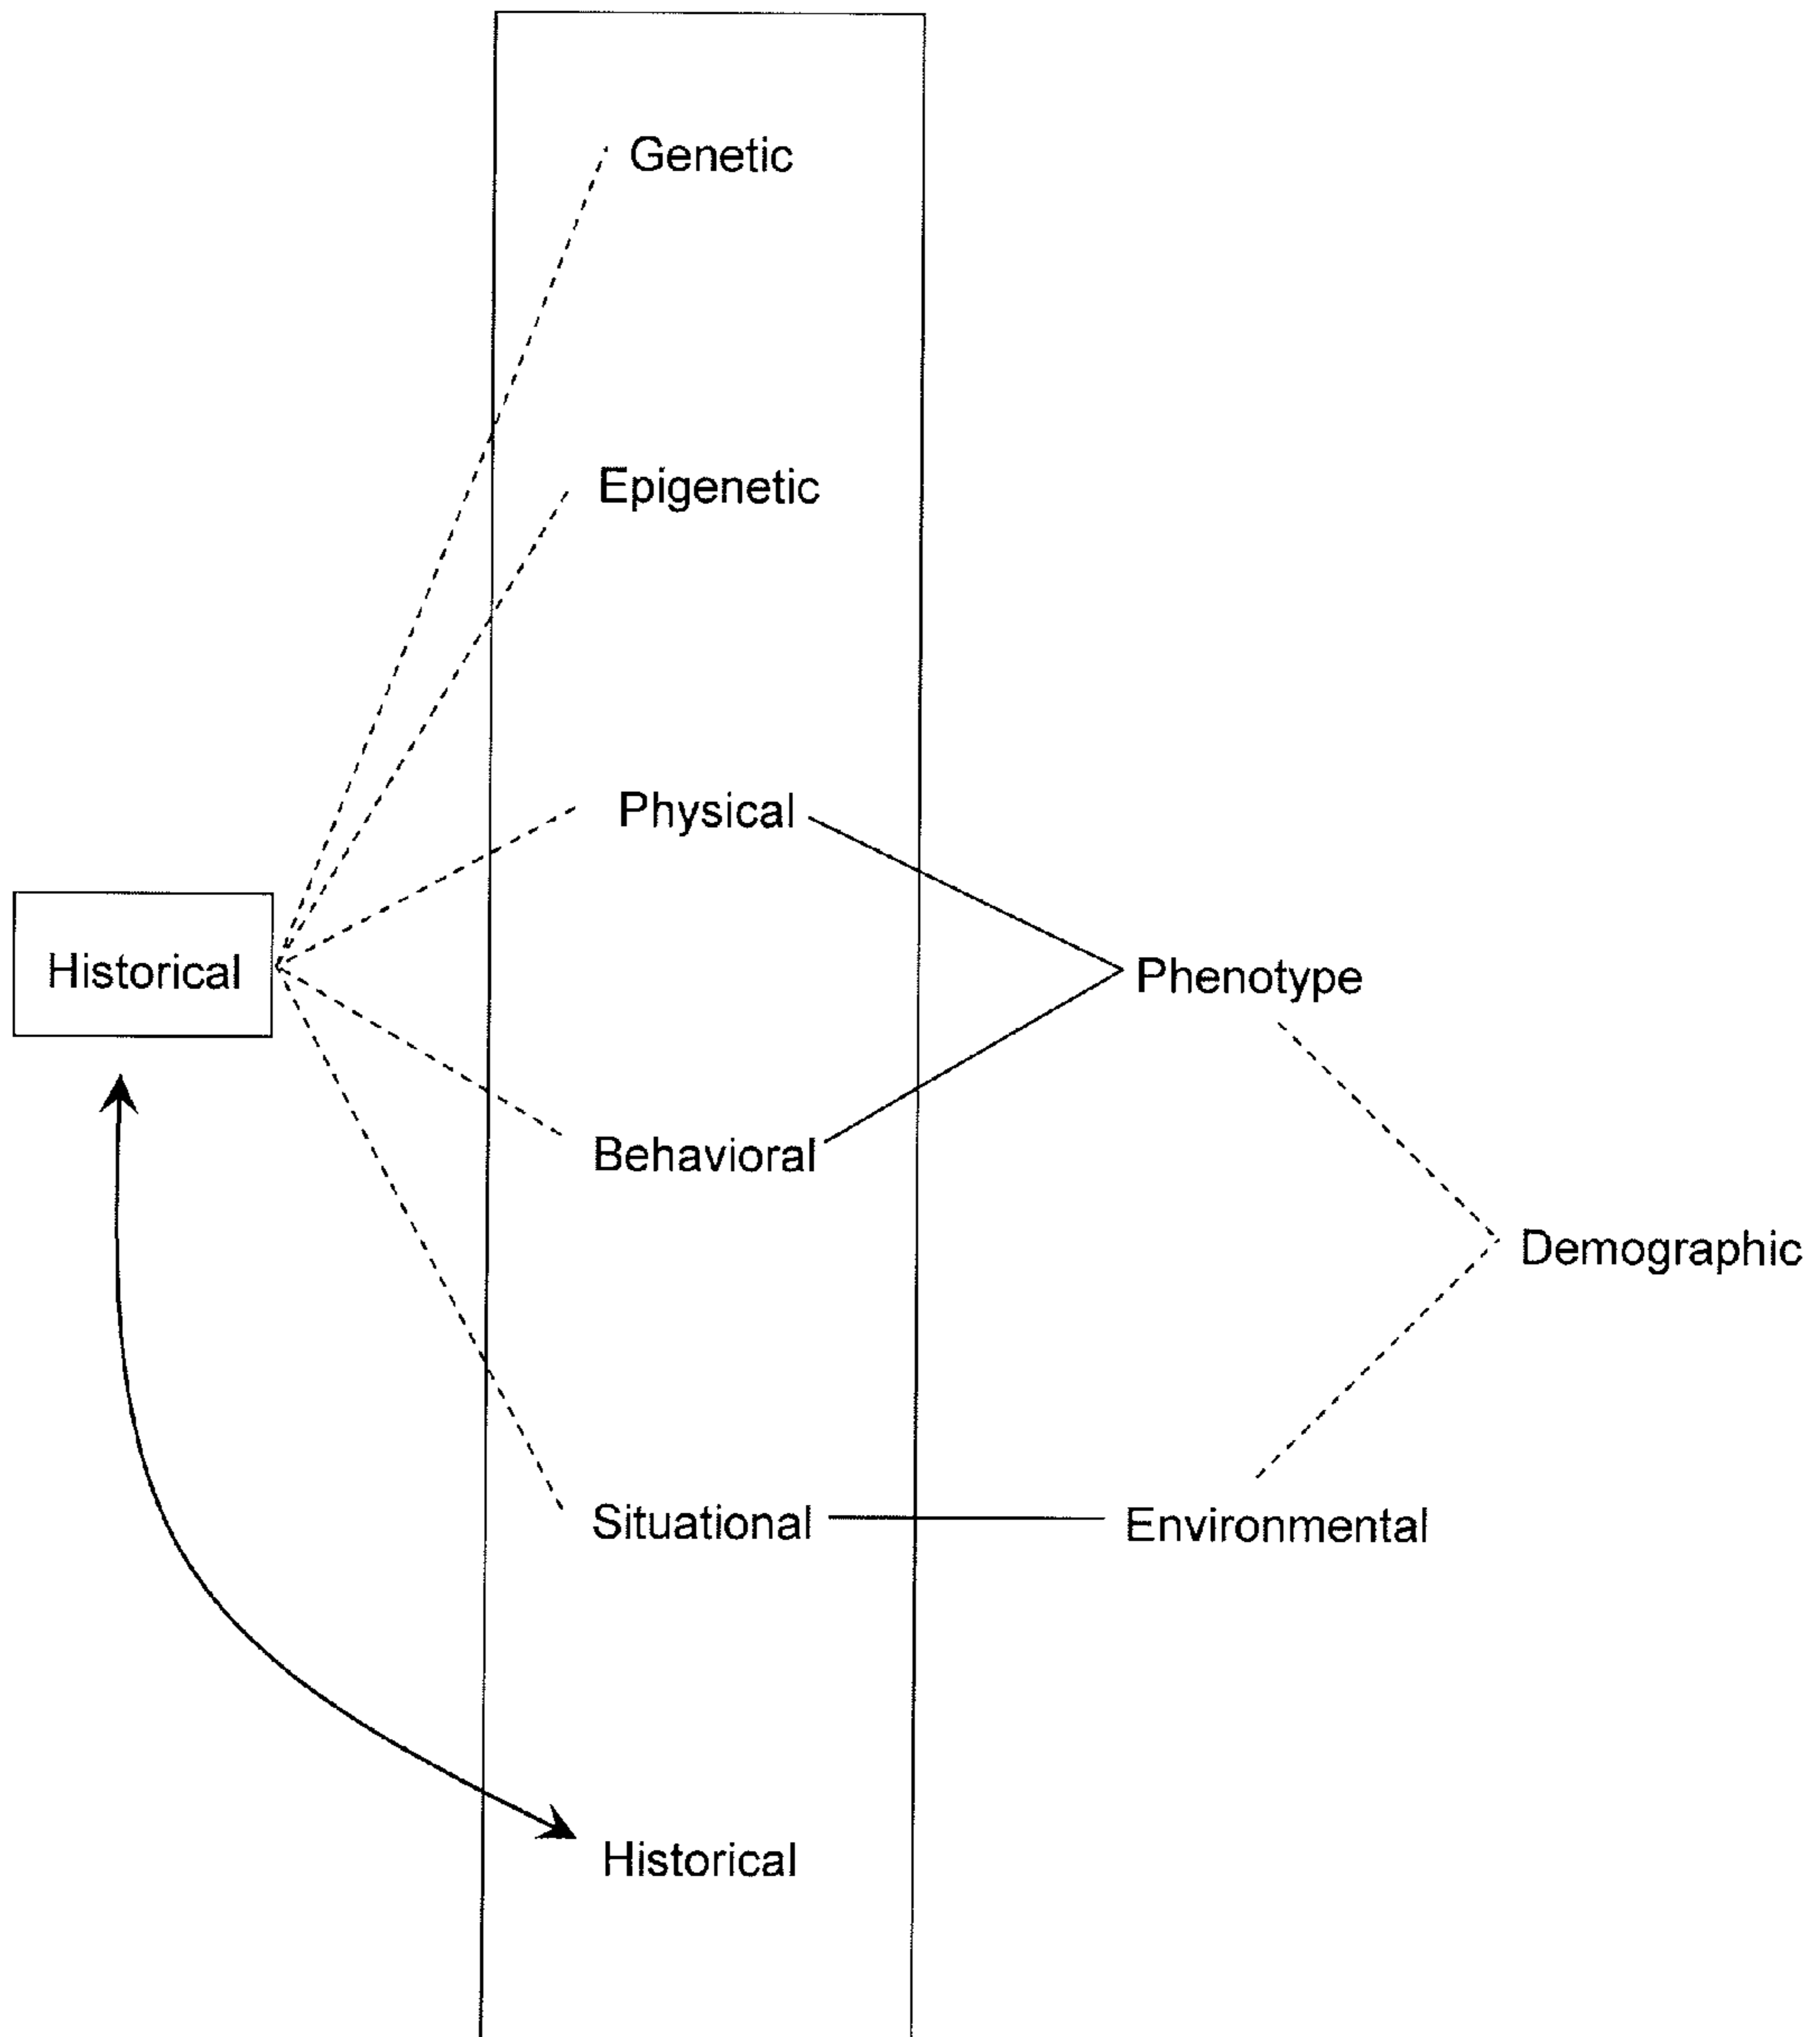 Genetic
Epigenetic
Physical
Historical
Phenotype
Behavioral
Demographic
Situational
Environmental
Historical